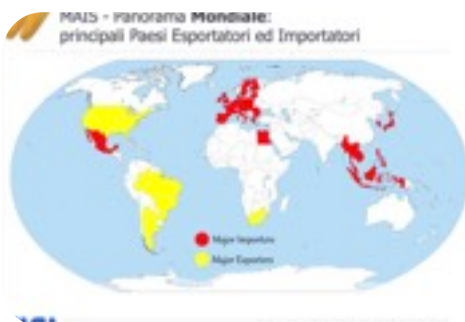 MAIS - Panorama Mondiale:
principali Paesi Esportatori ed Importatori
Major Importers
Major Exporters